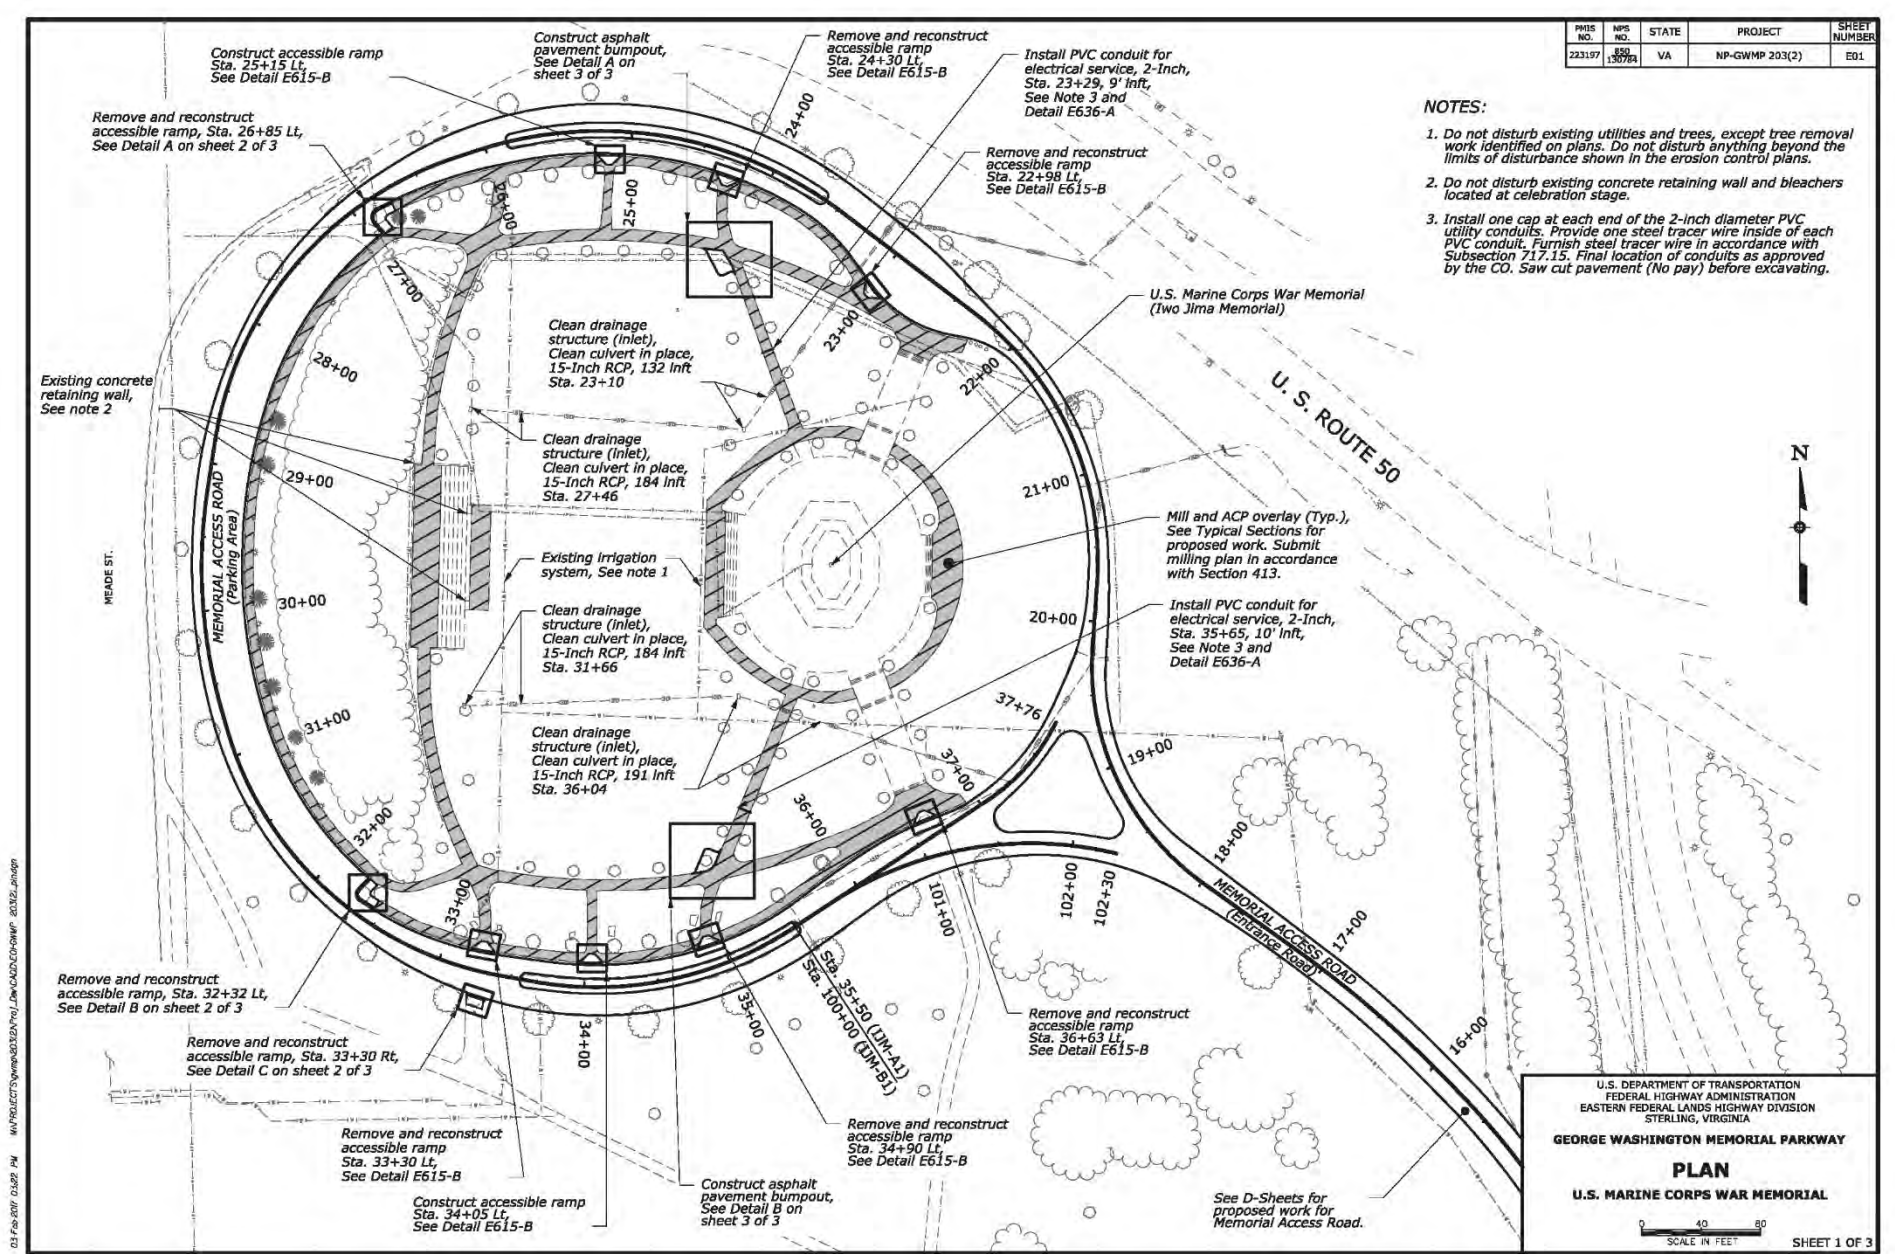 PMIS
NO.
NPS
NO.
STATE
PROJECT
SHEET
NUMBER
223197
850
130784
VA
NP-GWMP 203(2)
E01
NOTES:
1. Do not disturb existing utilities and trees, except tree removal
work identified on plans. Do not disturb anything beyond the
limits of disturbance shown in the erosion control plans.
2. Do not disturb existing concrete retaining wall and bleachers
located at celebration stage.
3. Install one cap at each end of the 2-inch diameter PVC
utility conduits. Provide one steel tracer wire inside of each
PVC conduit. Furnish steel tracer wire in accordance with
Subsection 717.15. Final location of conduits as approved
by the CO. Saw cut pavement (No pay) before excavating.
Construct accessible ramp
Sta. 25+15 Lt,
See Detail E615-B
Construct asphalt
pavement bumpout,
See Detail A on
sheet 3 of 3
Remove and reconstruct
accessible ramp
Sta. 24+30 Lt,
See Detail E615-B
Install PVC conduit for
electrical service, 2-Inch,
Sta. 23+29, 9' lnft,
See Note 3 and
Detail E636-A
Remove and reconstruct
accessible ramp, Sta. 26+85 Lt,
See Detail A on sheet 2 of 3
Remove and reconstruct
accessible ramp
Sta. 22+98 Lt,
See Detail E615-B
24+00
25+00
26+00
27+00
23+00
22+00
U.S. Marine Corps War Memorial
(Iwo Jima Memorial)
Clean drainage
structure (inlet),
Clean culvert in place,
15-Inch RCP, 132 lnft
Sta. 23+10
28+00
Existing concrete
retaining wall,
See note 2
U. S. ROUTE 50
Clean drainage
structure (inlet),
Clean culvert in place,
15-Inch RCP, 184 lnft
Sta. 27+46
29+00
21+00
N
MEADE ST.
MEMORIAL ACCESS ROAD
(Parking Area)
Mill and ACP overlay (Typ.),
See Typical Sections for
proposed work. Submit
milling plan in accordance
with Section 413.
Existing irrigation
system, See note 1
30+00
20+00
Clean drainage
structure (inlet),
Clean culvert in place,
15-Inch RCP, 184 lnft
Sta. 31+66
Install PVC conduit for
electrical service, 2-Inch,
Sta. 35+65, 10' lnft,
See Note 3 and
Detail E636-A
31+00
37+76
19+00
Clean drainage
structure (inlet),
Clean culvert in place,
15-Inch RCP, 191 lnft
Sta. 36+04
37+00
32+00
36+00
18+00
33+00
101+00
102+00
102+30
MEMORIAL ACCESS ROAD
(Entrance Road)
17+00
16+00
Remove and reconstruct
accessible ramp, Sta. 32+32 Lt,
See Detail B on sheet 2 of 3
Remove and reconstruct
accessible ramp, Sta. 33+30 Rt,
See Detail C on sheet 2 of 3
34+00
35+00
Sta. 35+50 (IJM-A1)
Sta. 100+00 (IJM-B1)
Remove and reconstruct
accessible ramp
Sta. 36+63 Lt,
See Detail E615-B
Remove and reconstruct
accessible ramp
Sta. 33+30 Lt,
See Detail E615-B
Remove and reconstruct
accessible ramp
Sta. 34+90 Lt,
See Detail E615-B
Construct accessible ramp
Sta. 34+05 Lt,
See Detail E615-B
Construct asphalt
pavement bumpout,
See Detail B on
sheet 3 of 3
See D-Sheets for
proposed work for
Memorial Access Road.
U.S. DEPARTMENT OF TRANSPORTATION
FEDERAL HIGHWAY ADMINISTRATION
EASTERN FEDERAL LANDS HIGHWAY DIVISION
STERLING, VIRGINIA
GEORGE WASHINGTON MEMORIAL PARKWAY
PLAN
U.S. MARINE CORPS WAR MEMORIAL
0 40 80
SCALE IN FEET
SHEET 1 OF 3
03-Feb-2017 03:22 PM